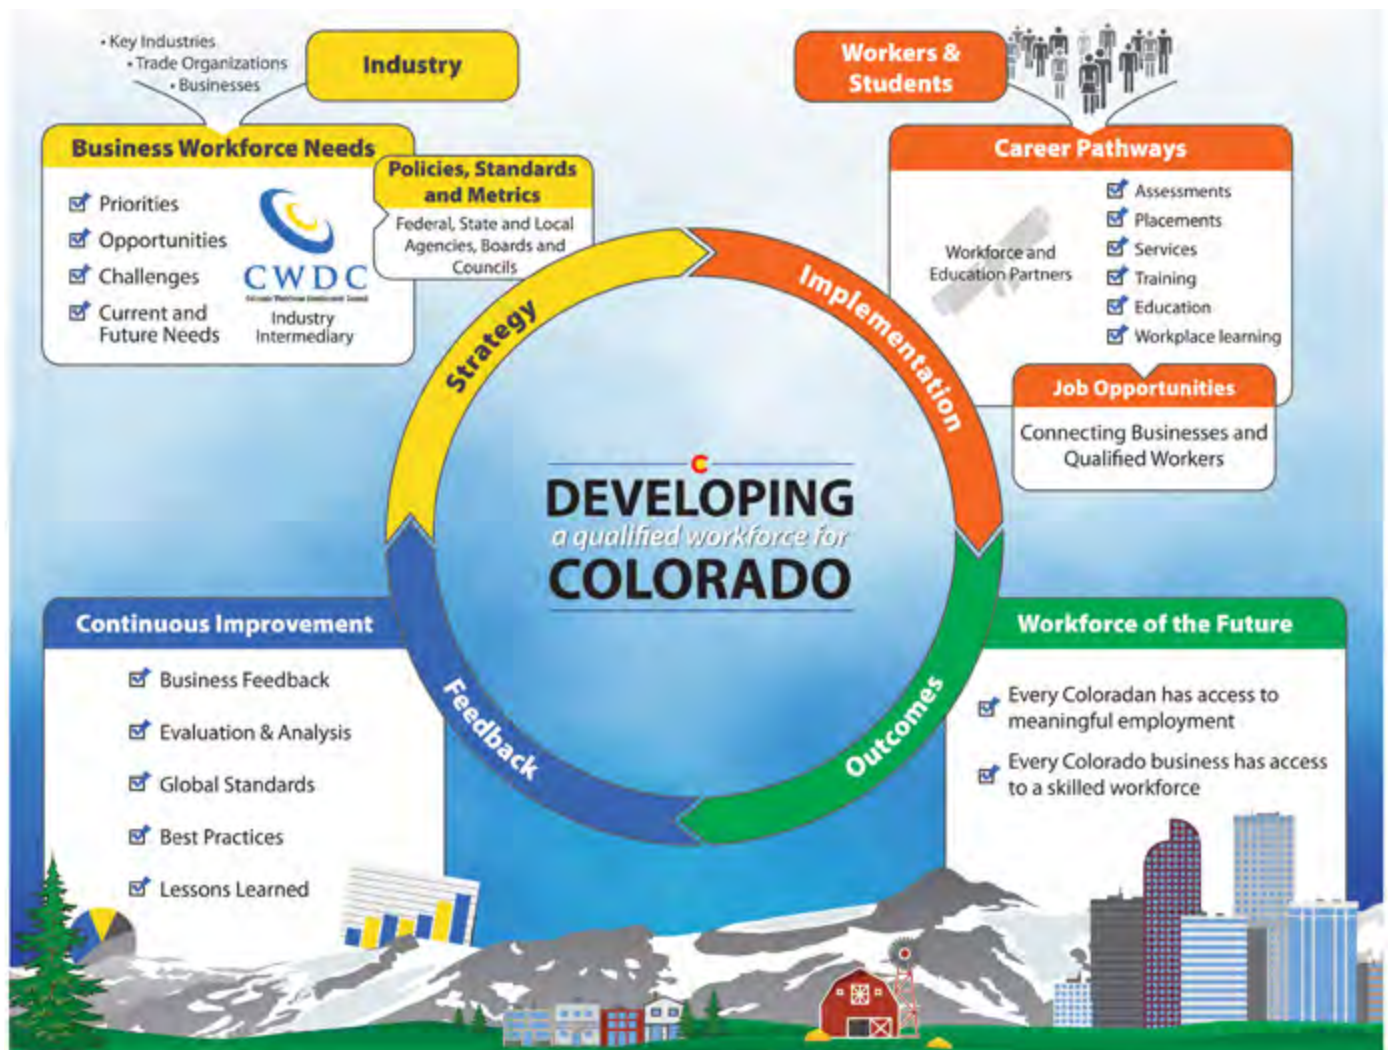 • Key Industries
• Trade Organizations
• Businesses
Industry
Business Workforce Needs
Priorities
Opportunities
Challenges
Current and
Future Needs
CWDC
Colorado Workforce Development Council
Industry
Intermediary
Policies, Standards
and Metrics
Federal, State and Local
Agencies, Boards and
Councils
Workers &
Students
Career Pathways
Workforce and
Education Partners
Assessments
Placements
Services
Training
Education
Workplace learning
Job Opportunities
Connecting Businesses and
Qualified Workers
Strategy
Implementation
Outcomes
Feedback
DEVELOPING
a qualified workforce for
COLORADO
Continuous Improvement
Business Feedback
Evaluation & Analysis
Global Standards
Best Practices
Lessons Learned
Workforce of the Future
Every Coloradan has access to
meaningful employment
Every Colorado business has access
to a skilled workforce